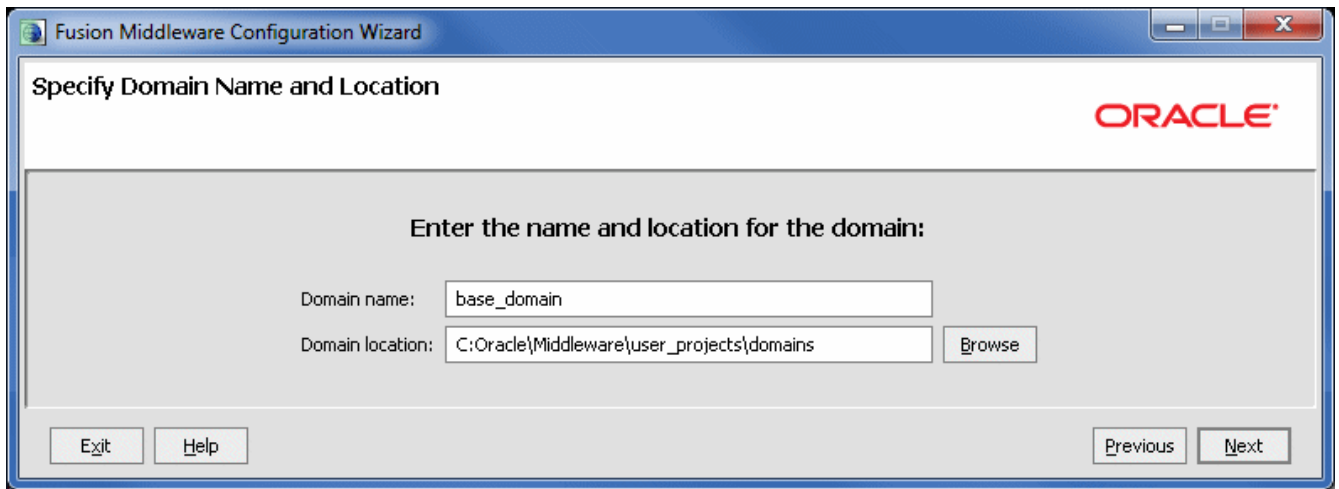 Fusion Middleware Configuration Wizard
Specify Domain Name and Location
ORACLE
Enter the name and location for the domain:
Domain name: base_domain
Domain location: C:Oracle\Middleware\user_projects\domains Browse
Exit Help Previous Next